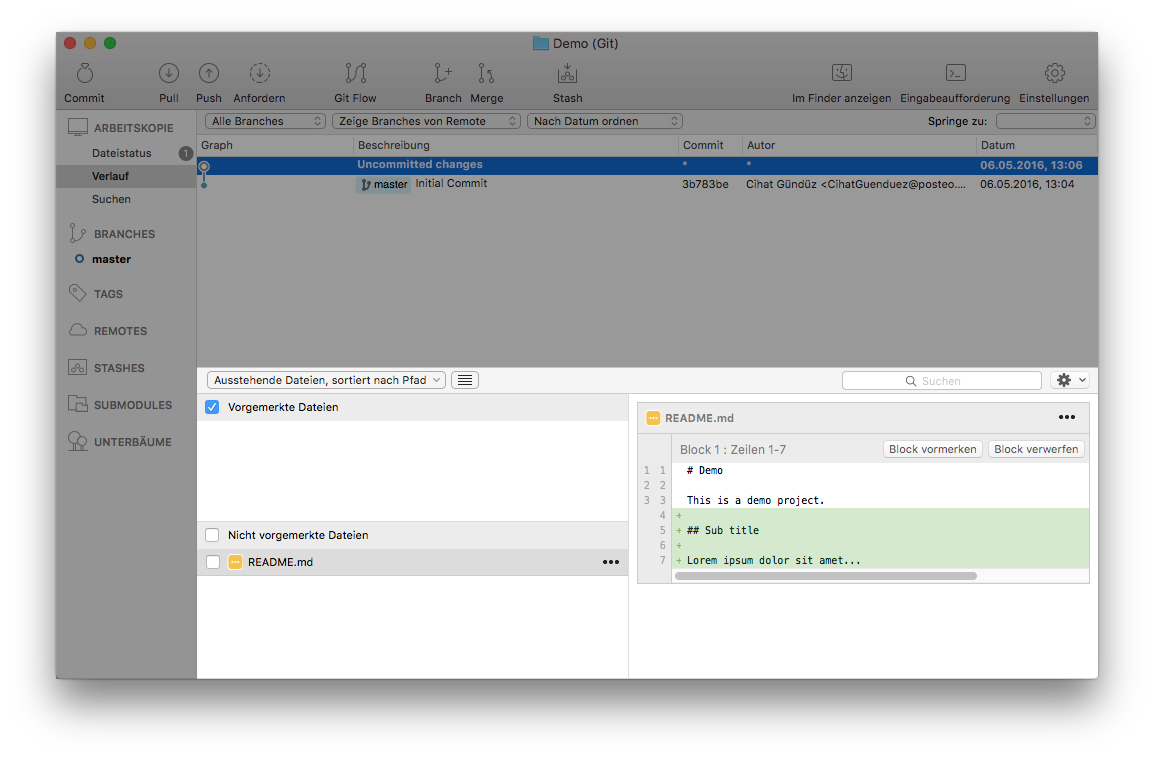 Demo (Git)
Commit Pull Push Anfordern Git Flow Branch Merge Stash Im Finder anzeigen Eingabeaufforderung Einstellungen
ARBEITSKOPIE
Dateistatus 1
Verlauf
Suchen
BRANCHES
master
TAGS
REMOTES
STASHES
SUBMODULES
UNTERBÄUME
Alle Branches Zeige Branches von Remote Nach Datum ordnen Springe zu:
Graph Beschreibung Commit Autor Datum
Uncommitted changes * * 06.05.2016, 13:06
master Initial Commit 3b783be Cihat Gündüz <CihatGuenduez@posteo.... 06.05.2016, 13:04
Ausstehende Dateien, sortiert nach Pfad Suchen
Vorgemerkte Dateien
Nicht vorgemerkte Dateien
README.md
README.md
Block 1 : Zeilen 1-7 Block vormerken Block verwerfen
1 1 # Demo
2 2
3 3 This is a demo project.
4 +
5 + ## Sub title
6 +
7 + Lorem ipsum dolor sit amet...